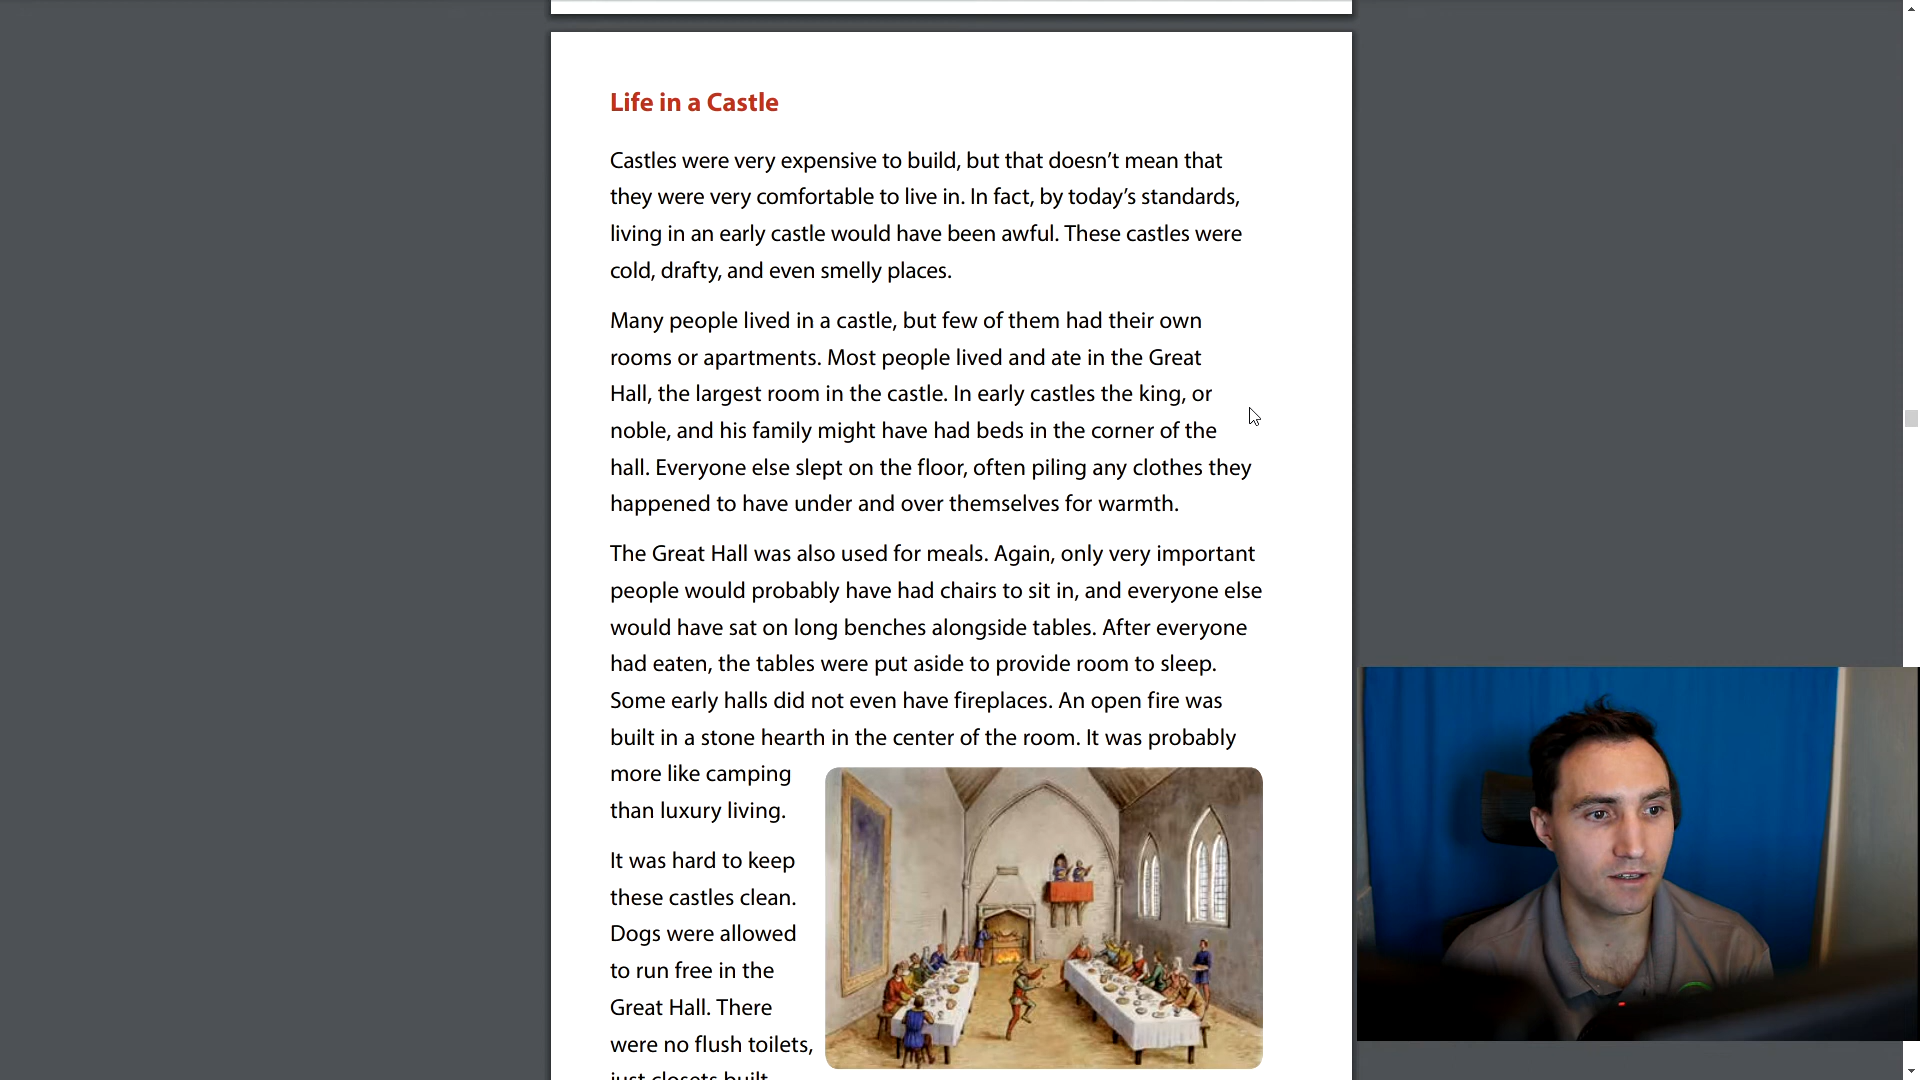 Life in a Castle
Castles were very expensive to build, but that doesn’t mean that
they were very comfortable to live in. In fact, by today’s standards,
living in an early castle would have been awful. These castles were
cold, drafty, and even smelly places.
Many people lived in a castle, but few of them had their own
rooms or apartments. Most people lived and ate in the Great
Hall, the largest room in the castle. In early castles the king, or
noble, and his family might have had beds in the corner of the
hall. Everyone else slept on the floor, often piling any clothes they
happened to have under and over themselves for warmth.
The Great Hall was also used for meals. Again, only very important
people would probably have had chairs to sit in, and everyone else
would have sat on long benches alongside tables. After everyone
had eaten, the tables were put aside to provide room to sleep.
Some early halls did not even have fireplaces. An open fire was
built in a stone hearth in the center of the room. It was probably
more like camping
than luxury living.
It was hard to keep
these castles clean.
Dogs were allowed
to run free in the
Great Hall. There
were no flush toilets,
just closets built